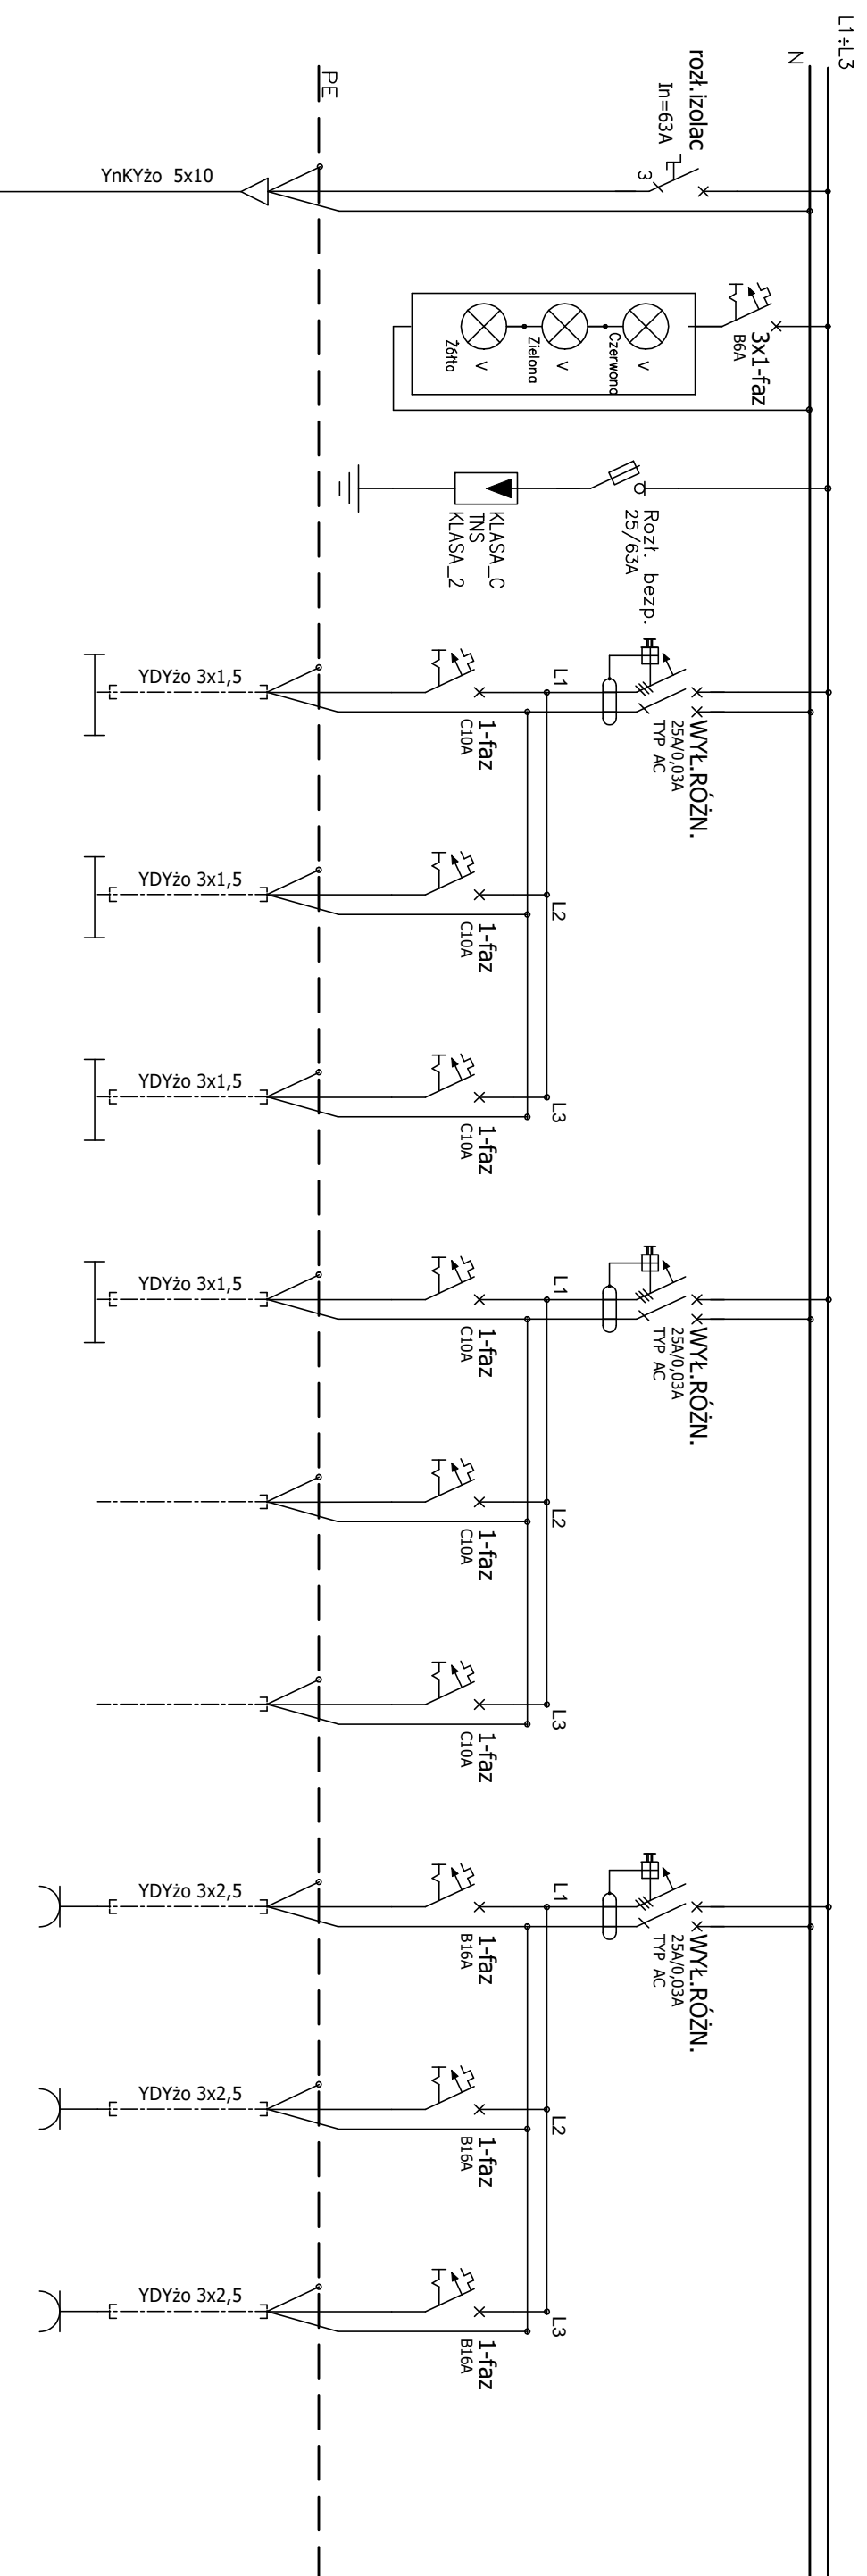 L1÷L3
N
PE
rozł.izolac
In=63A
3
YnKYżo 5x10
3x1-faz
B6A
Czerwona
V
Zielona
V
Żółta
V
Rozł. bezp.
25/63A
KLASA_C
TNS
KLASA_2
WYŁ.RÓŻN.
25A/0,03A
TYP AC
L1
1-faz
C10A
YDYżo 3x1,5
L2
1-faz
C10A
YDYżo 3x1,5
L3
1-faz
C10A
YDYżo 3x1,5
WYŁ.RÓŻN.
25A/0,03A
TYP AC
L1
1-faz
C10A
YDYżo 3x1,5
L2
1-faz
C10A
L3
1-faz
C10A
WYŁ.RÓŻN.
25A/0,03A
TYP AC
L1
1-faz
B16A
YDYżo 3x2,5
L2
1-faz
B16A
YDYżo 3x2,5
L3
1-faz
B16A
YDYżo 3x2,5